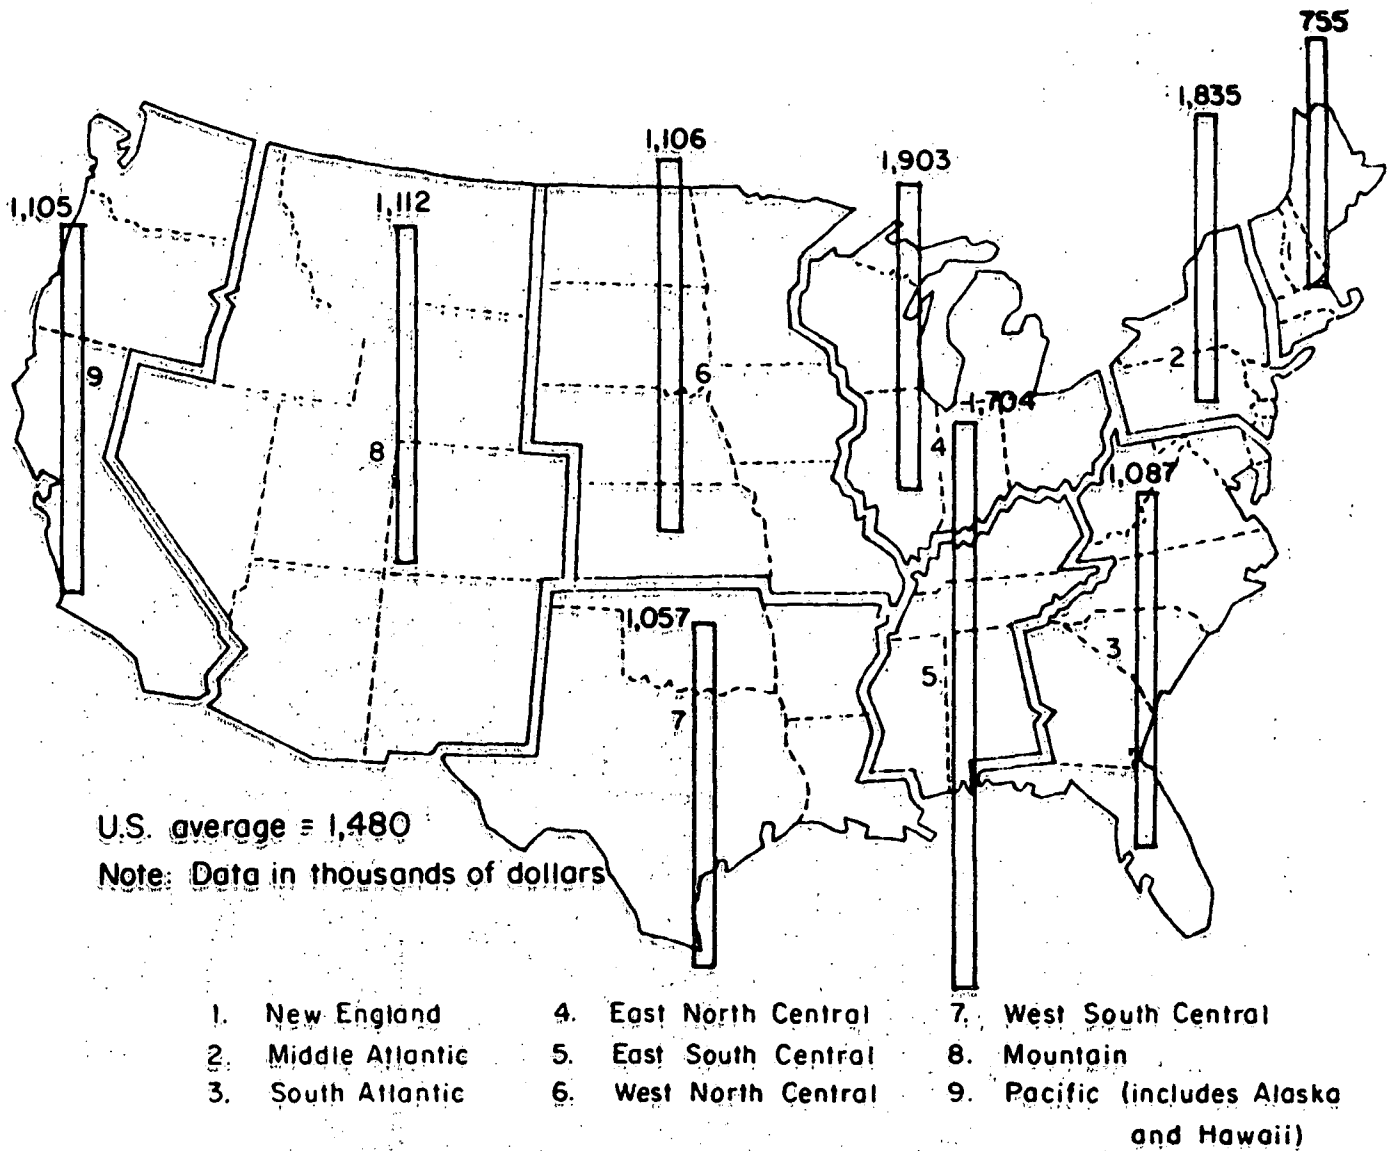 755
1,835
1,106
1,903
1,105
1,112
9
6
2
8
4
1,704
1,087
1,057
3
5
7
U.S. average = 1,480
Note: Data in thousands of dollars
1. New England
2. Middle Atlantic
3. South Atlantic
4. East North Central
5. East South Central
6. West North Central
7. West South Central
8. Mountain
9. Pacific (includes Alaska
and Hawaii)